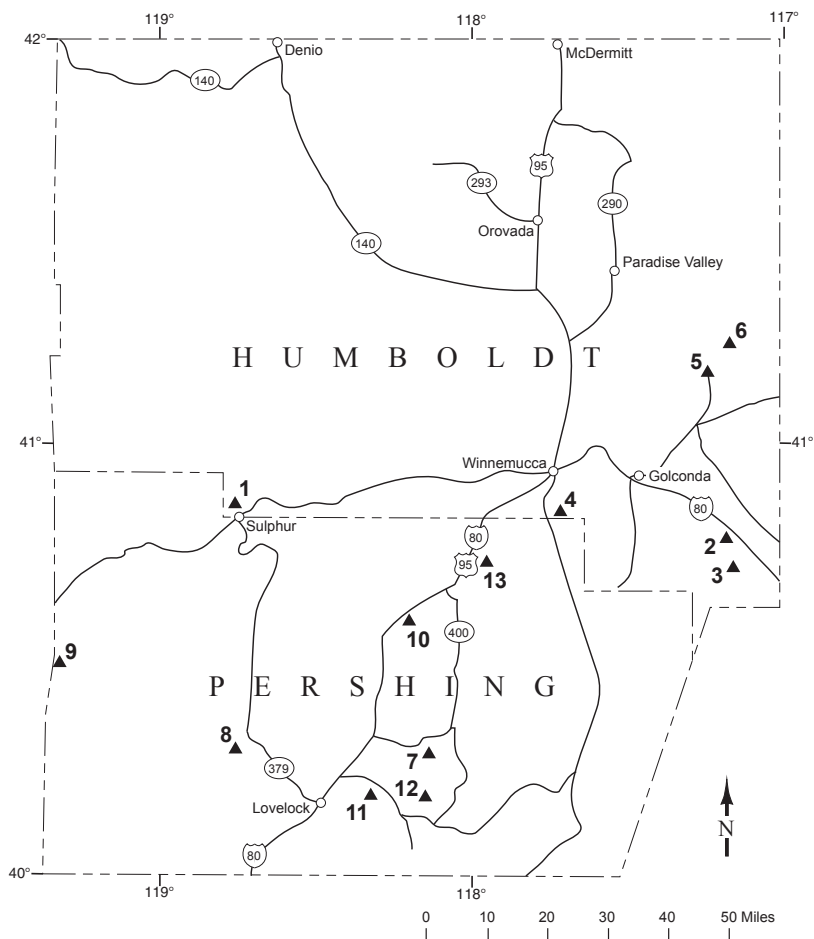 119°
118°
117°
42°
Denio
McDermitt
140
95
293
290
Orovada
140
Paradise Valley
HUMBOLDT
6
5
41°
41°
Winnemucca
Golconda
1
4
80
Sulphur
2
80
3
95
13
10
400
9
PERSHING
8
7
379
12
11
Lovelock
N
80
40°
119°
118°
0 10 20 30 40 50 Miles